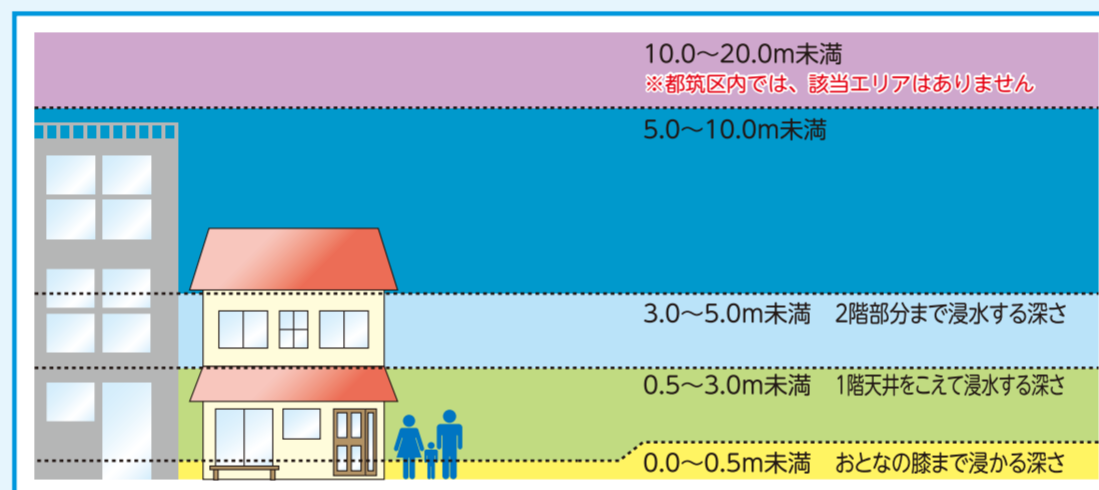 10.0～20.0m未満
※都筑区内では、該当エリアはありません
5.0～10.0m未満
3.0～5.0m未満　2階部分まで浸水する深さ
0.5～3.0m未満　1階天井をこえて浸水する深さ
0.0～0.5m未満　おとなの膝まで浸かる深さ